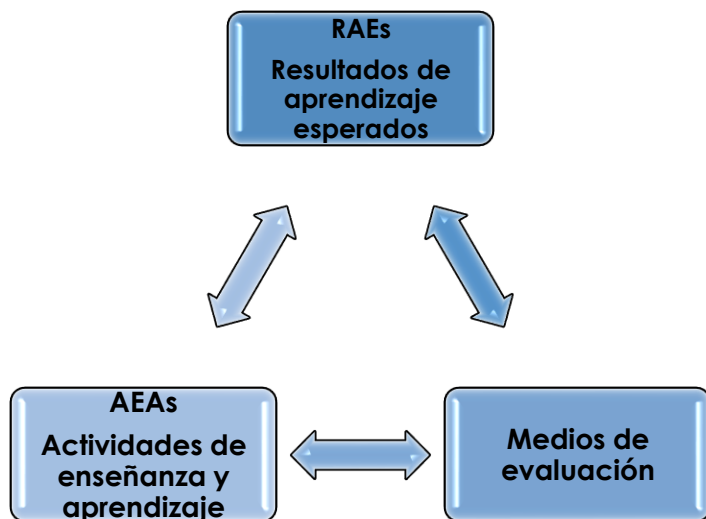 RAEs
Resultados de
aprendizaje
esperados
AEAs
Actividades de
enseñanza y
aprendizaje
Medios de
evaluación